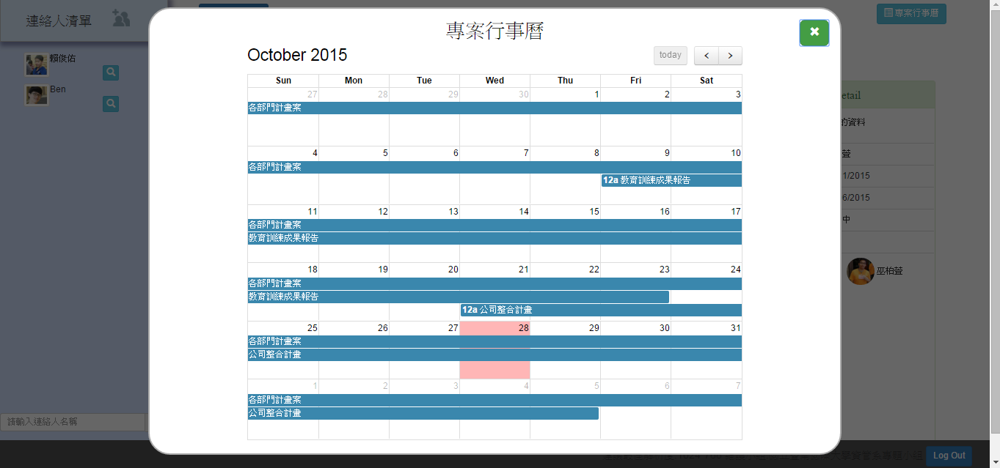 連絡人清單
賴俊佑
Ben
請輸入連絡人名稱
專案行事曆
專案行事曆
October 2015
today
Sun Mon Tue Wed Thu Fri Sat
27 28 29 30 1 2 3
各部門計畫案
4 5 6 7 8 9 10
各部門計畫案
12a 教育訓練成果報告
11 12 13 14 15 16 17
各部門計畫案
教育訓練成果報告
18 19 20 21 22 23 24
各部門計畫案
教育訓練成果報告
12a 公司整合計畫
25 26 27 28 29 30 31
各部門計畫案
公司整合計畫
1 2 3 4 5 6 7
各部門計畫案
公司整合計畫
etail
的資料
萱
1/2015
6/2015
中
巫柏萱
Log Out